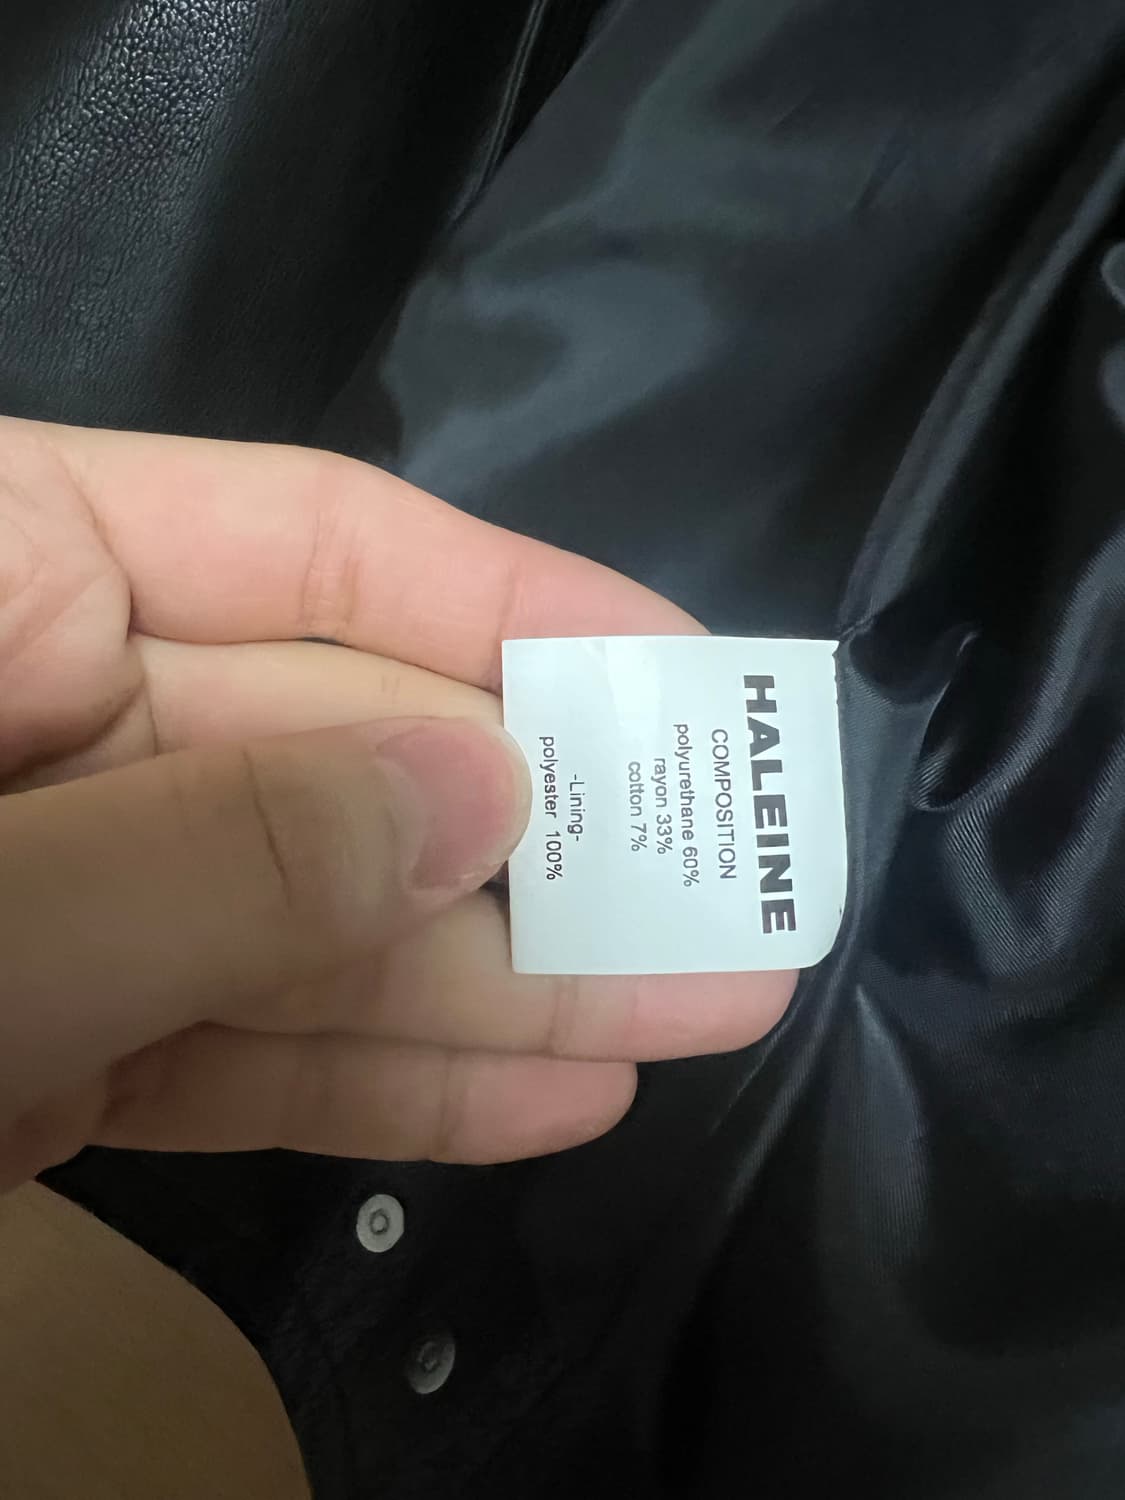 HALEINE
COMPOSITION
polyurethane 60%
rayon 33%
cotton 7%
-Lining-
polyester 100%